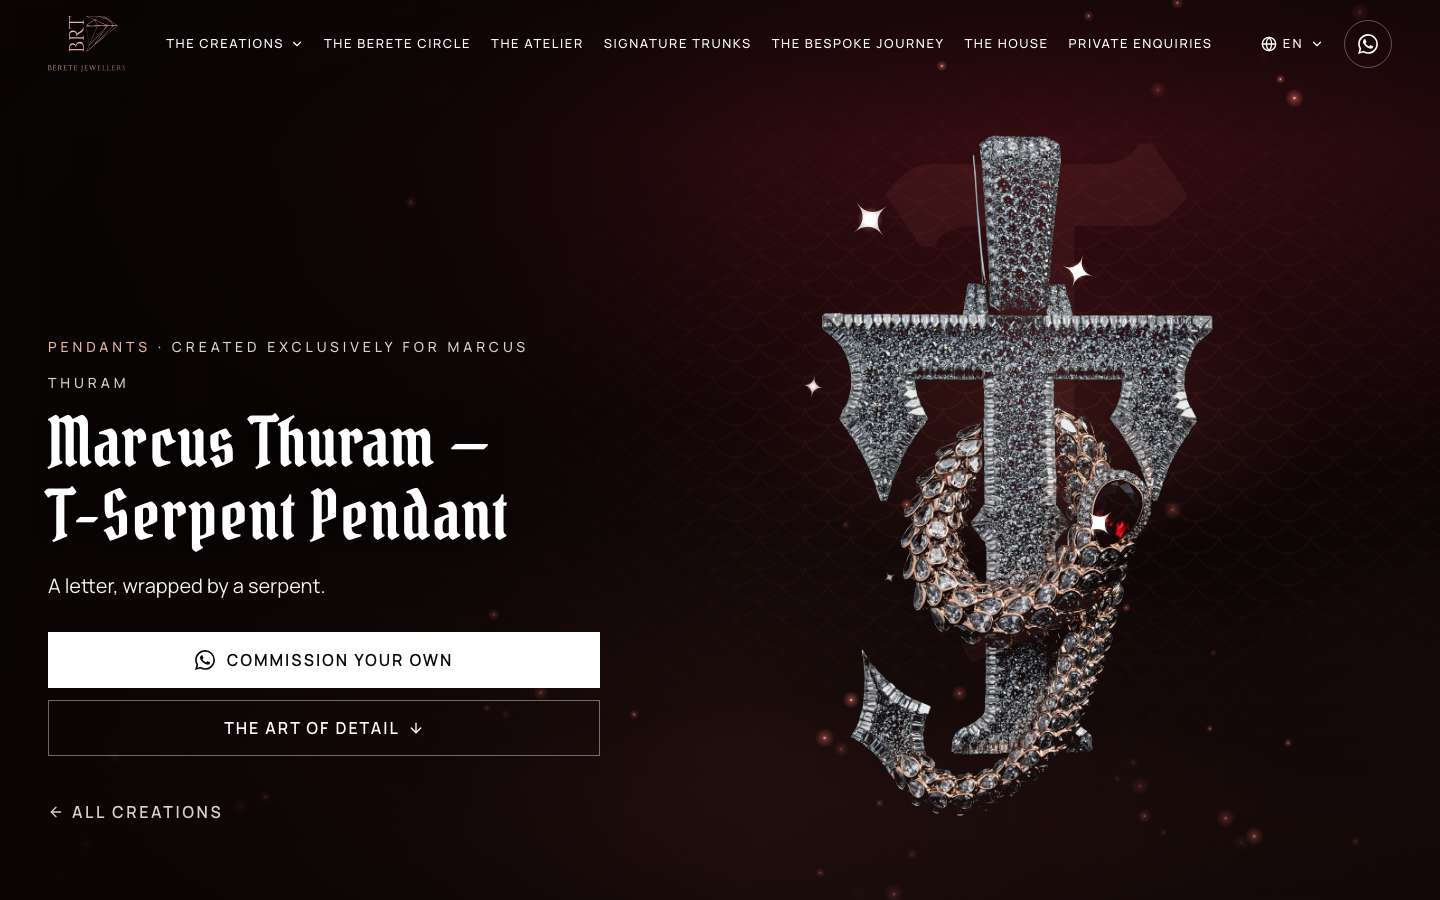 BRT
BERETE JEWELLERS
THE CREATIONS
THE BERETE CIRCLE
THE ATELIER
SIGNATURE TRUNKS
THE BESPOKE JOURNEY
THE HOUSE
PRIVATE ENQUIRIES
EN
PENDANTS · CREATED EXCLUSIVELY FOR MARCUS
THURAM
Marcus Thuram –
T-Serpent Pendant
A letter, wrapped by a serpent.
COMMISSION YOUR OWN
THE ART OF DETAIL ↓
← ALL CREATIONS